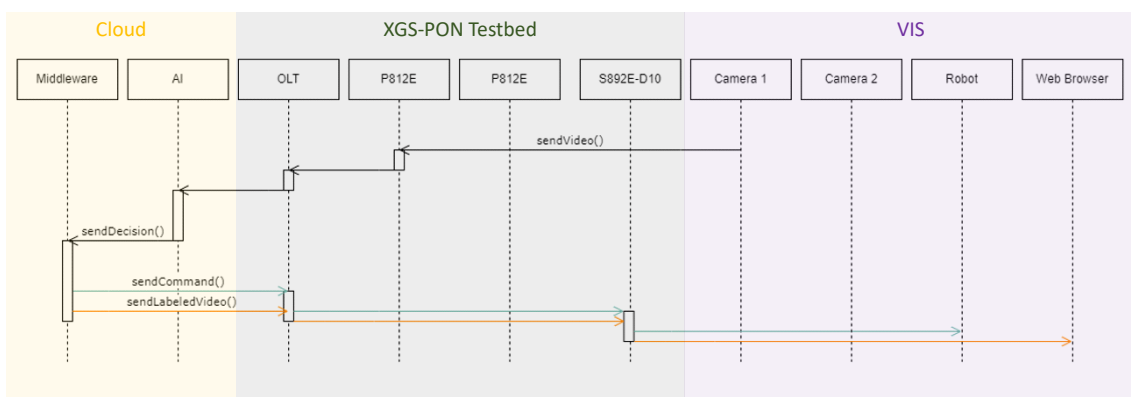 Cloud
XGS-PON Testbed
VIS
Middleware
AI
OLT
P812E
P812E
S892E-D10
Camera 1
Camera 2
Robot
Web Browser
sendVideo()
sendDecision()
sendCommand()
sendLabeledVideo()